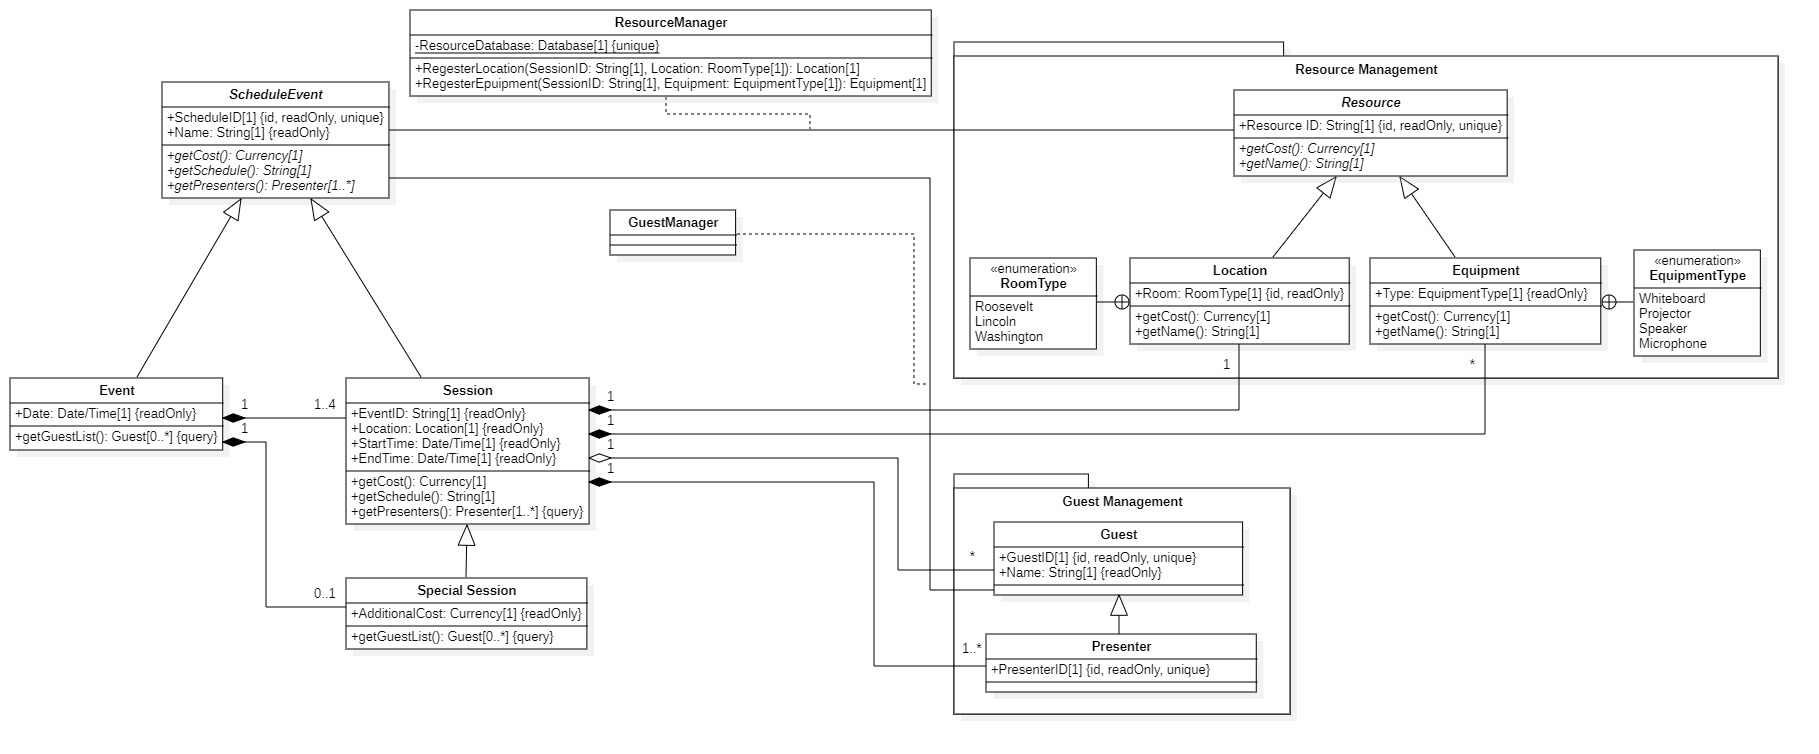 ResourceManager
-ResourceDatabase: Database[1] {unique}
+RegesterLocation(SessionID: String[1], Location: RoomType[1]): Location[1]
+RegesterEpuipment(SessionID: String[1], Equipment: EquipmentType[1]): Equipment[1]
ScheduleEvent
+ScheduleID[1] {id, readOnly, unique}
+Name: String[1] {readOnly}
+getCost(): Currency[1]
+getSchedule(): String[1]
+getPresenters(): Presenter[1..*]
Resource Management
Resource
+Resource ID: String[1] {id, readOnly, unique}
+getCost(): Currency[1]
+getName(): String[1]
GuestManager
«enumeration»
RoomType
Roosevelt
Lincoln
Washington
Location
+Room: RoomType[1] {id, readOnly}
+getCost(): Currency[1]
+getName(): String[1]
Equipment
+Type: EquipmentType[1] {readOnly}
+getCost(): Currency[1]
+getName(): String[1]
«enumeration»
EquipmentType
Whiteboard
Projector
Speaker
Microphone
1
*
Event
+Date: Date/Time[1] {readOnly}
+getGuestList(): Guest[0..*] {query}
1
1..4
1
0..1
Session
+EventID: String[1] {readOnly}
+Location: Location[1] {readOnly}
+StartTime: Date/Time[1] {readOnly}
+EndTime: Date/Time[1] {readOnly}
+getCost(): Currency[1]
+getSchedule(): String[1]
+getPresenters(): Presenter[1..*] {query}
1
1
1
1
Special Session
+AdditionalCost: Currency[1] {readOnly}
+getGuestList(): Guest[0..*] {query}
Guest Management
Guest
+GuestID[1] {id, readOnly, unique}
+Name: String[1] {readOnly}
*
Presenter
+PresenterID[1] {id, readOnly, unique}
1..*